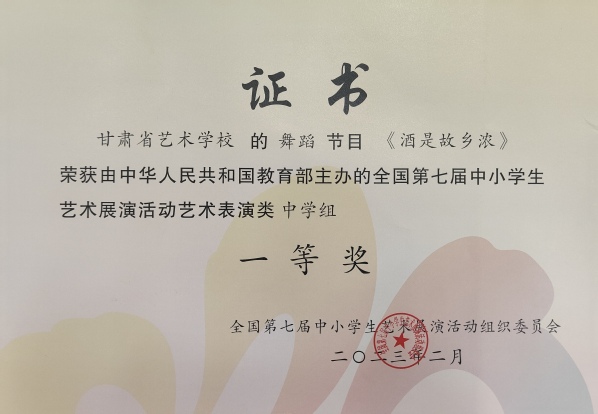 证书
甘肃省艺术学校 的 舞蹈 节目 《酒是故乡浓》
荣获由中华人民共和国教育部主办的全国第七届中小学生
艺术展演活动艺术表演类 中学组
一等奖
全国第七届中小学生艺术展演活动组织委员会
二〇二三年二月